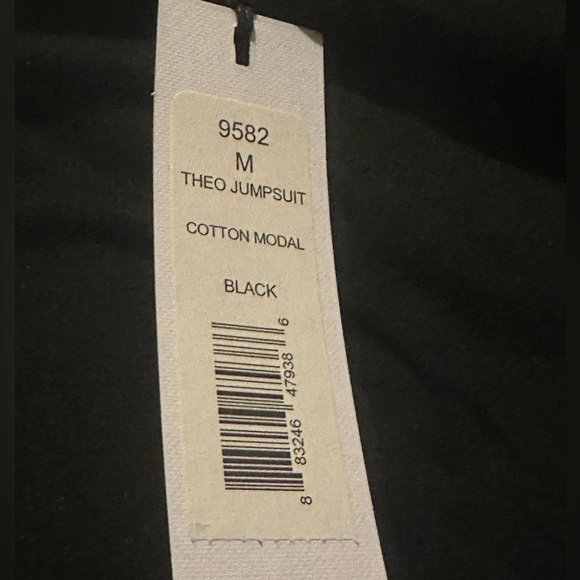 9582
M
THEO JUMPSUIT
COTTON MODAL
BLACK
8 83246 47938 6